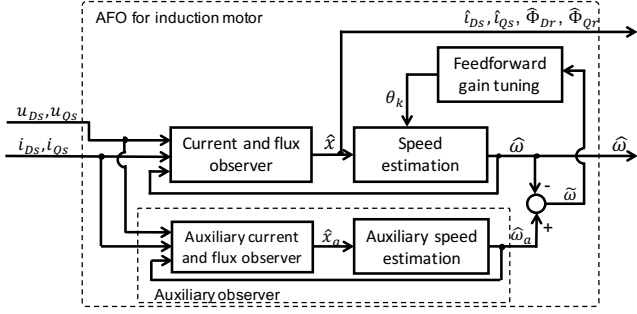 AFO for induction motor
î_Ds, î_Qs, Φ̂_Dr, Φ̂_Qr
Feedforward
gain tuning
θ_k
u_Ds,u_Qs
i_Ds,i_Qs
Current and flux
observer
x̂
Speed
estimation
ω̂
ω̂
-
ω̃
+
Auxiliary current
and flux observer
x̂_a
Auxiliary speed
estimation
ω̂_a
Auxiliary observer